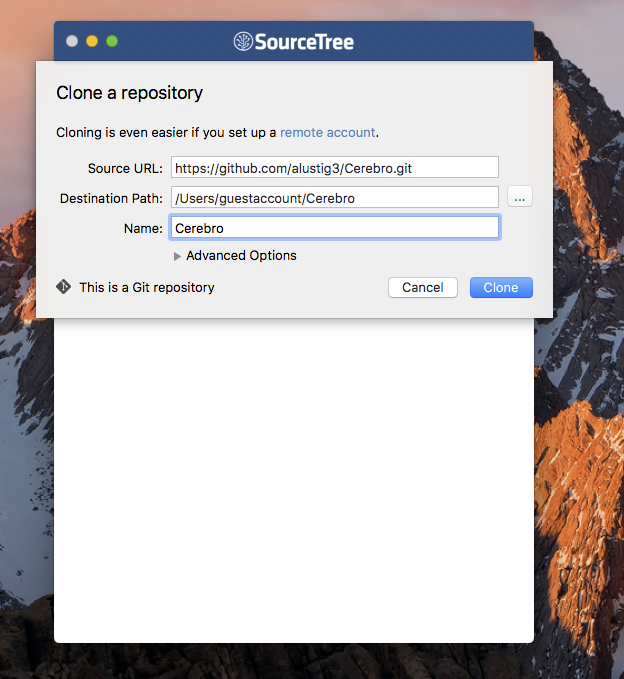 SourceTree
Clone a repository
Cloning is even easier if you set up a remote account.
Source URL: https://github.com/alustig3/Cerebro.git
Destination Path: /Users/guestaccount/Cerebro ...
Name: Cerebro
Advanced Options
This is a Git repository Cancel Clone